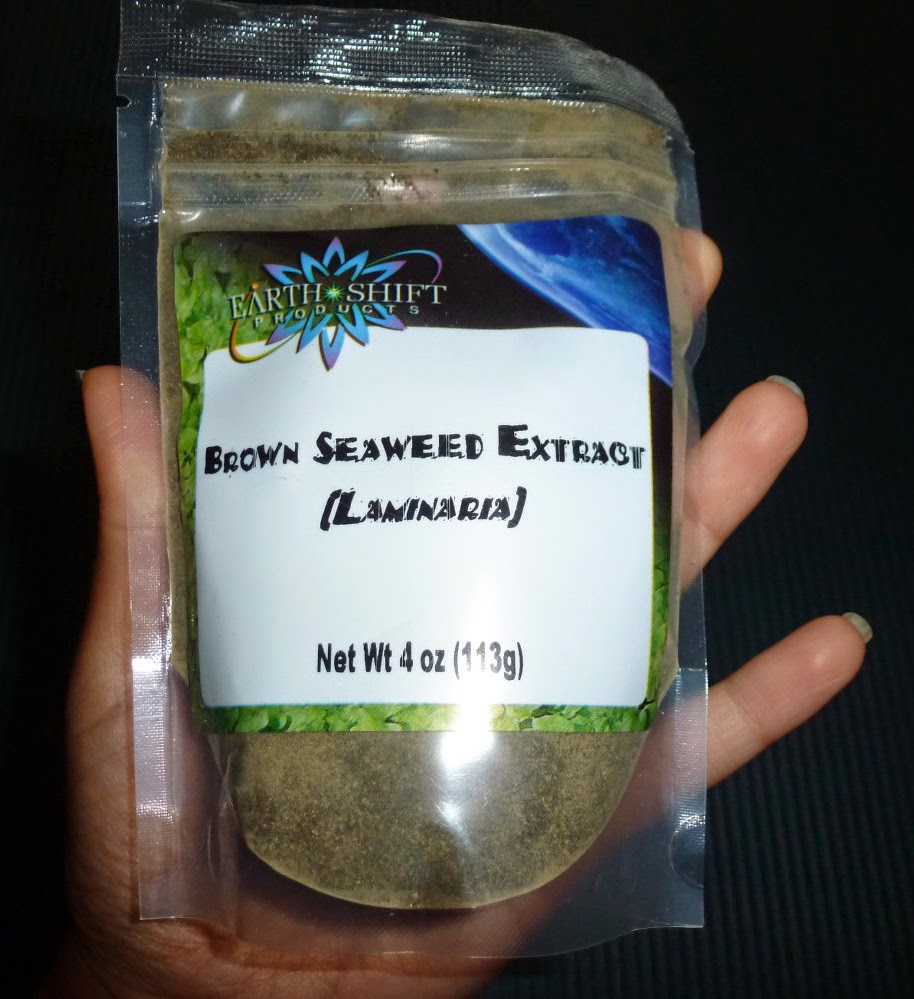 EARTH SHIFT
PRODUCTS
BROWN SEAWEED EXTRACT
(LAMINARIA)
Net Wt 4 oz (113g)